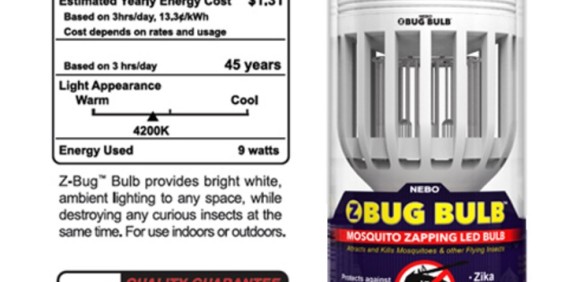 Estimated Yearly Energy Cost $1.31
Based on 3hrs/day, 13,3¢/kWh
Cost depends on rates and usage
Based on 3 hrs/day 45 years
Light Appearance
Warm Cool
4200K
Energy Used 9 watts
Z-Bug™ Bulb provides bright white,
ambient lighting to any space, while
destroying any curious insects at the
same time. For use indoors or outdoors.
QUALITY GUARANTEE
NEBO
ZBUG BULB
NEBO
ZBUG BULB™
MOSQUITO ZAPPING LED BULB
Attracts and Kills Mosquitoes & other Flying Insects
Protects against
• Zika